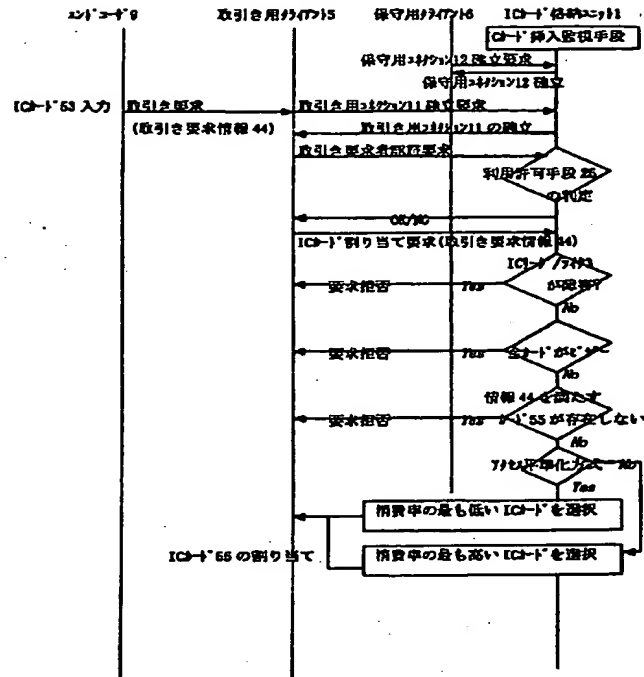 エンドユーザ9 取引き用クライアント5 保守用クライアント6 ICカード格納ユニット1
ICカード挿入監視手段
保守用コネクション12確立要求
保守用コネクション12確立
ICカード53入力 取引き要求 取引き用コネクション11確立要求
(取引き要求情報44) 取引き用コネクション11の確立
取引き要求者認証要求
利用許可手段25
の判定
OK/NG
ICカード割り当て要求(取引き要求情報44)
ICリーダ/ライタ3
が障害?
要求拒否 Yes
No
要求拒否 Yes 全カードがビジー
No
情報44を満たす
要求拒否 Yes カード55が存在しない
No
アクセス平準化方式 No
Yes
消費率の最も低いICカードを選択
ICカード55の割り当て 消費率の最も高いICカードを選択